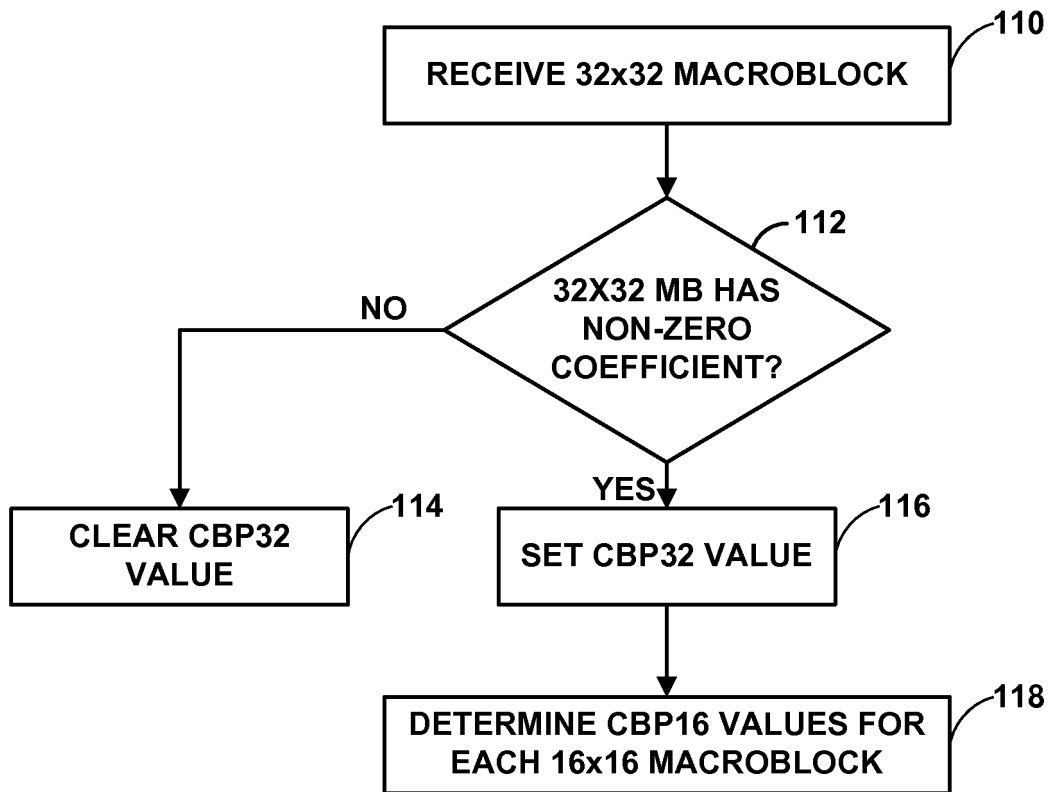 110
RECEIVE 32x32 MACROBLOCK
112
32X32 MB HAS
NON-ZERO
COEFFICIENT?
NO
YES
114
CLEAR CBP32
VALUE
116
SET CBP32 VALUE
118
DETERMINE CBP16 VALUES FOR
EACH 16x16 MACROBLOCK